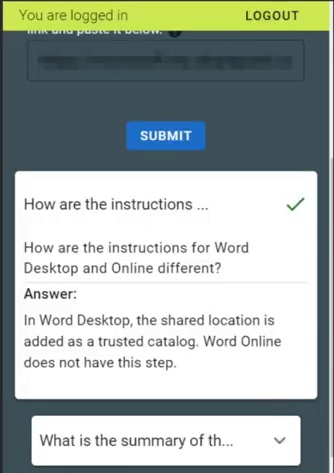 You are logged in LOGOUT
link and paste it below.
SUBMIT
How are the instructions ...
How are the instructions for Word
Desktop and Online different?
Answer:
In Word Desktop, the shared location is
added as a trusted catalog. Word Online
does not have this step.
What is the summary of th...